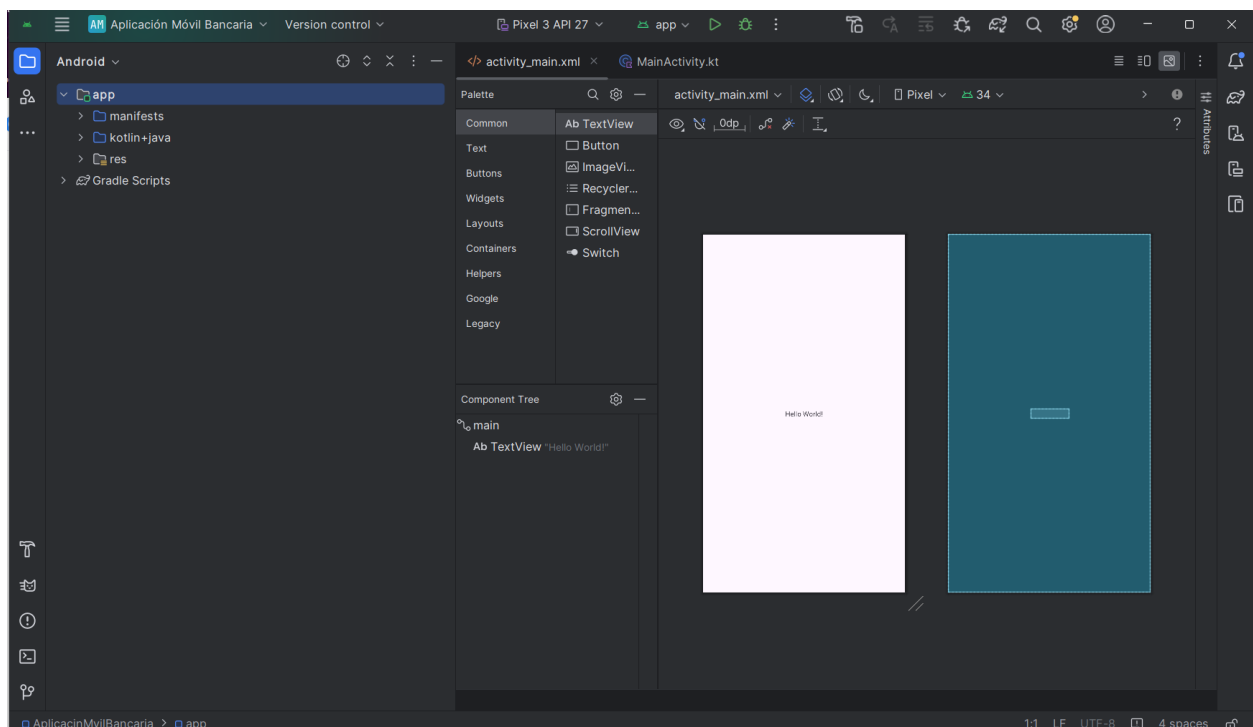 AM Aplicación Móvil Bancaria Version control Pixel 3 API 27 app
Android
activity_main.xml MainActivity.kt
app
manifests
kotlin+java
res
Gradle Scripts
Palette
Common
Text
Buttons
Widgets
Layouts
Containers
Helpers
Google
Legacy
Ab TextView
Button
ImageVi...
Recycler...
Fragmen...
ScrollView
Switch
activity_main.xml Pixel 34
0dp
?
Attributes
Hello World!
Component Tree
main
Ab TextView "Hello World!"
AplicacinMvilBancaria > app 1:1 LF UTF-8 4 spaces